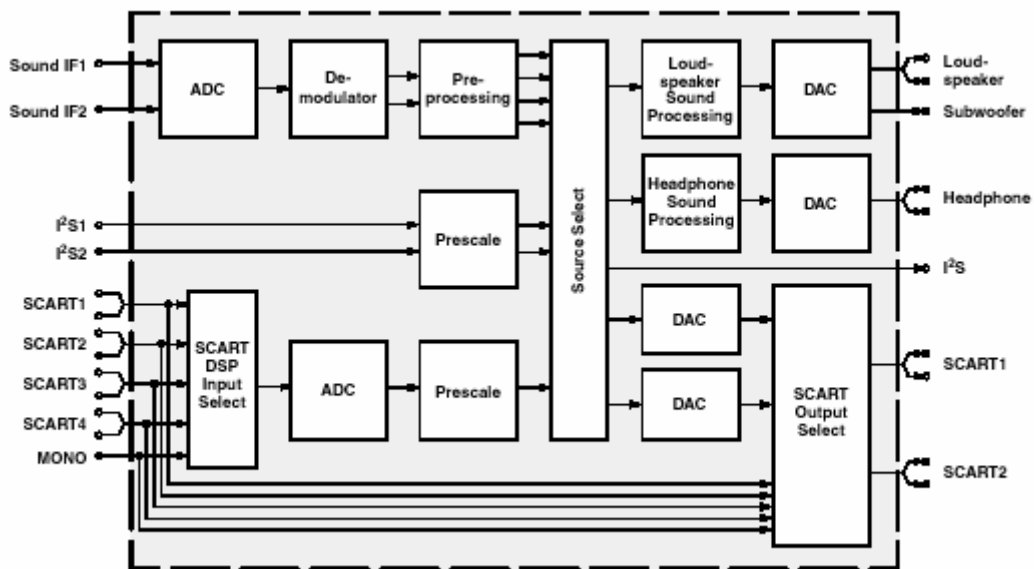 Sound IF1
Sound IF2
ADC
De-
modulator
Pre-
processing
Loud-
speaker
Sound
Processing
DAC
Loud-
speaker
Subwoofer
Headphone
Sound
Processing
DAC
Headphone
I²S1
I²S2
Prescale
Source Select
I²S
SCART1
SCART2
SCART3
SCART4
MONO
SCART
DSP
Input
Select
ADC
Prescale
DAC
DAC
SCART
Output
Select
SCART1
SCART2